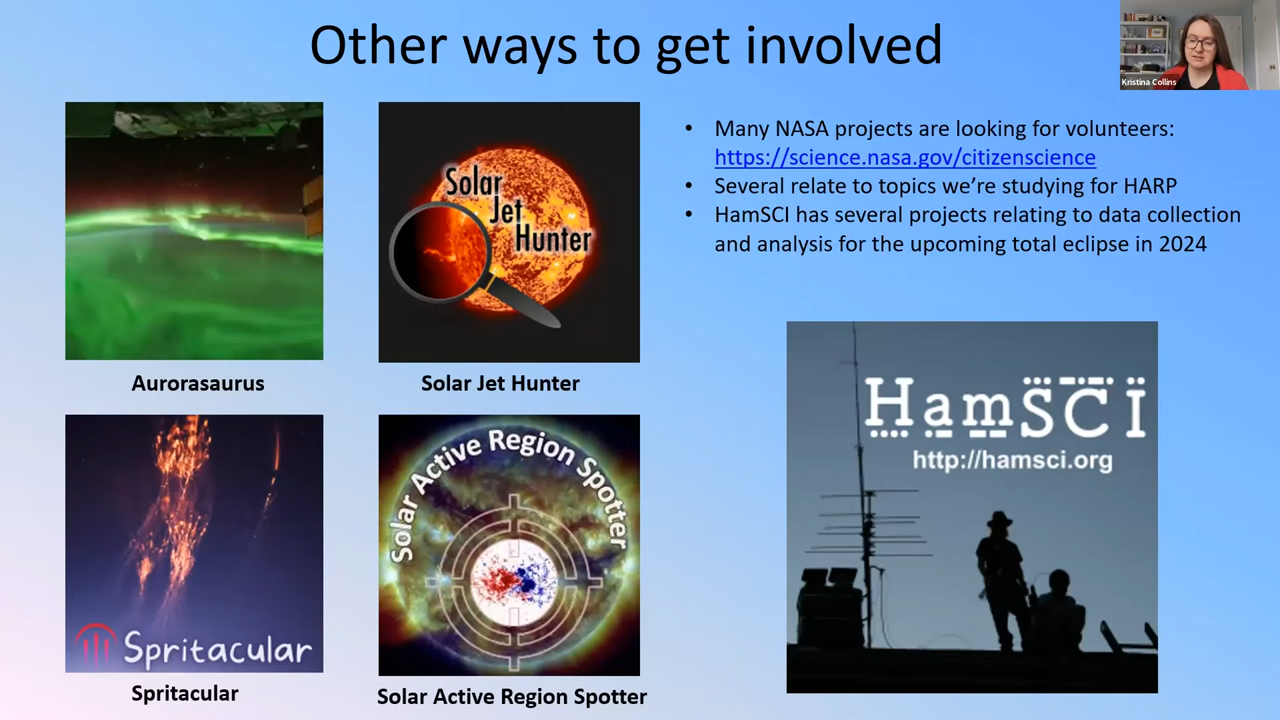 Other ways to get involved
Kristina Collins
• Many NASA projects are looking for volunteers:
https://science.nasa.gov/citizenscience
• Several relate to topics we’re studying for HARP
• HamSCI has several projects relating to data collection
and analysis for the upcoming total eclipse in 2024
Solar
Jet
Hunter
Aurorasaurus
Solar Jet Hunter
Spritacular
Solar Active Region Spotter
Spritacular
Solar Active Region Spotter
HamSCI
http://hamsci.org